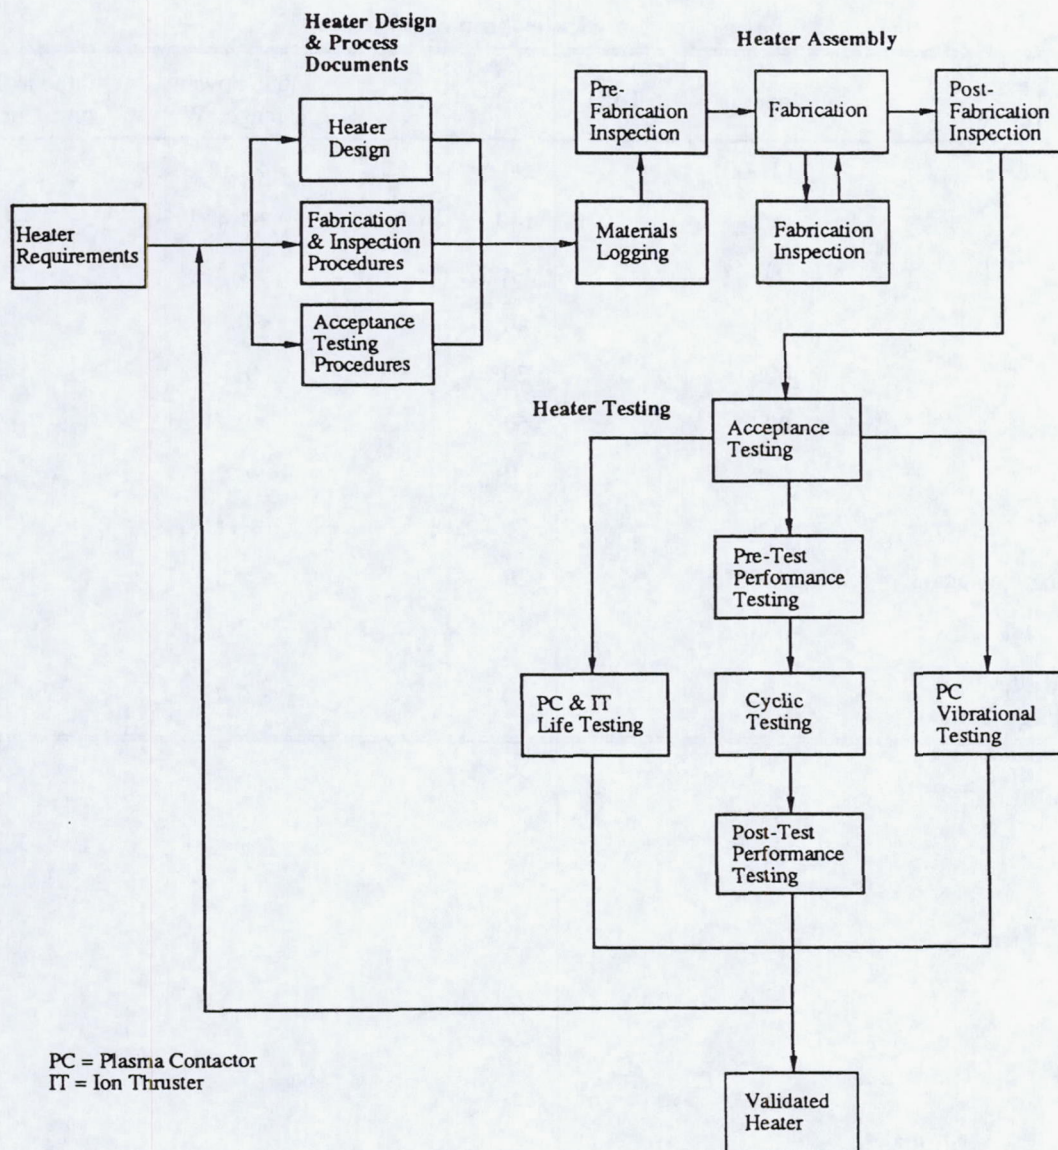 Heater Design
& Process
Documents
Heater Assembly
Heater
Requirements
Heater
Design
Fabrication
& Inspection
Procedures
Acceptance
Testing
Procedures
Pre-
Fabrication
Inspection
Fabrication
Post-
Fabrication
Inspection
Materials
Logging
Fabrication
Inspection
Heater Testing
Acceptance
Testing
Pre-Test
Performance
Testing
PC & IT
Life Testing
Cyclic
Testing
PC
Vibrational
Testing
Post-Test
Performance
Testing
PC = Plasma Contactor
IT = Ion Thruster
Validated
Heater